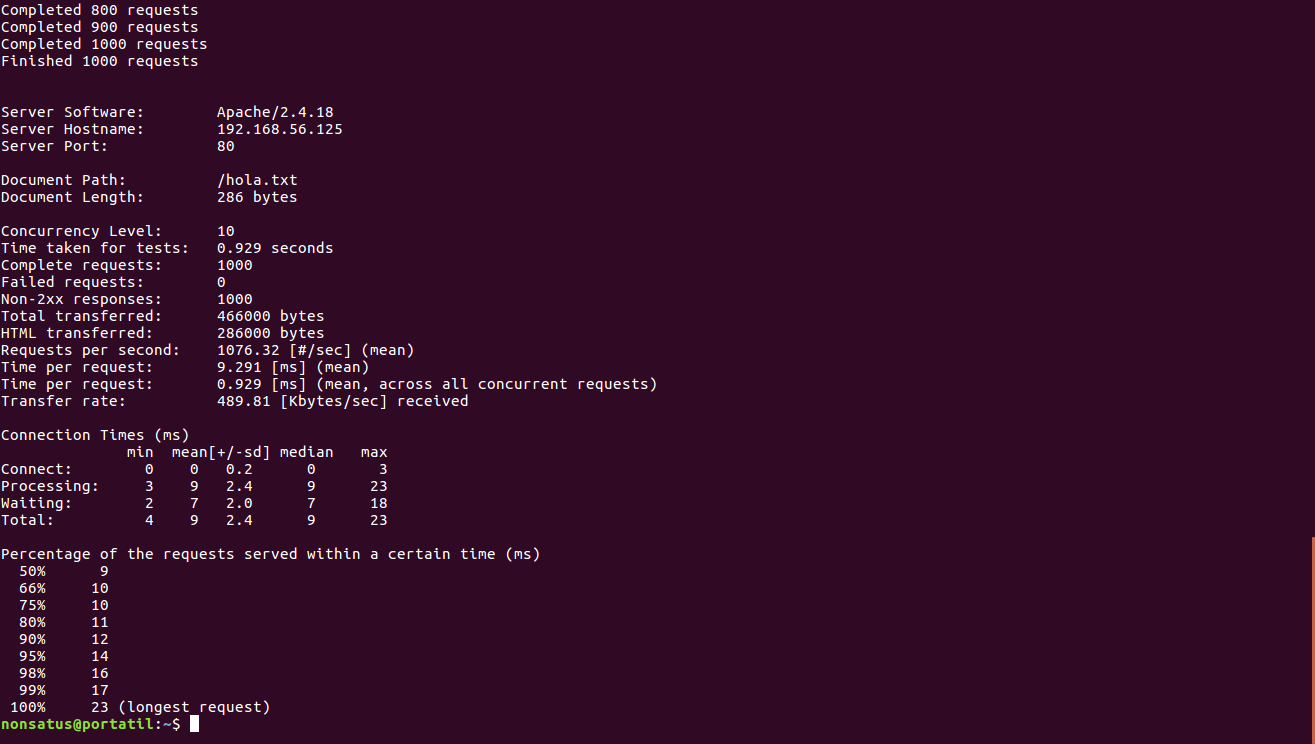 Completed 800 requests
Completed 900 requests
Completed 1000 requests
Finished 1000 requests
Server Software:        Apache/2.4.18
Server Hostname:        192.168.56.125
Server Port:            80
Document Path:          /hola.txt
Document Length:        286 bytes
Concurrency Level:      10
Time taken for tests:   0.929 seconds
Complete requests:      1000
Failed requests:        0
Non-2xx responses:      1000
Total transferred:      466000 bytes
HTML transferred:       286000 bytes
Requests per second:    1076.32 [#/sec] (mean)
Time per request:       9.291 [ms] (mean)
Time per request:       0.929 [ms] (mean, across all concurrent requests)
Transfer rate:          489.81 [Kbytes/sec] received
Connection Times (ms)
              min  mean[+/-sd] median   max
Connect:        0    0   0.2      0       3
Processing:     3    9   2.4      9      23
Waiting:        2    7   2.0      7      18
Total:          4    9   2.4      9      23
Percentage of the requests served within a certain time (ms)
  50%      9
  66%     10
  75%     10
  80%     11
  90%     12
  95%     14
  98%     16
  99%     17
 100%     23 (longest request)
nonsatus@portatil:~$